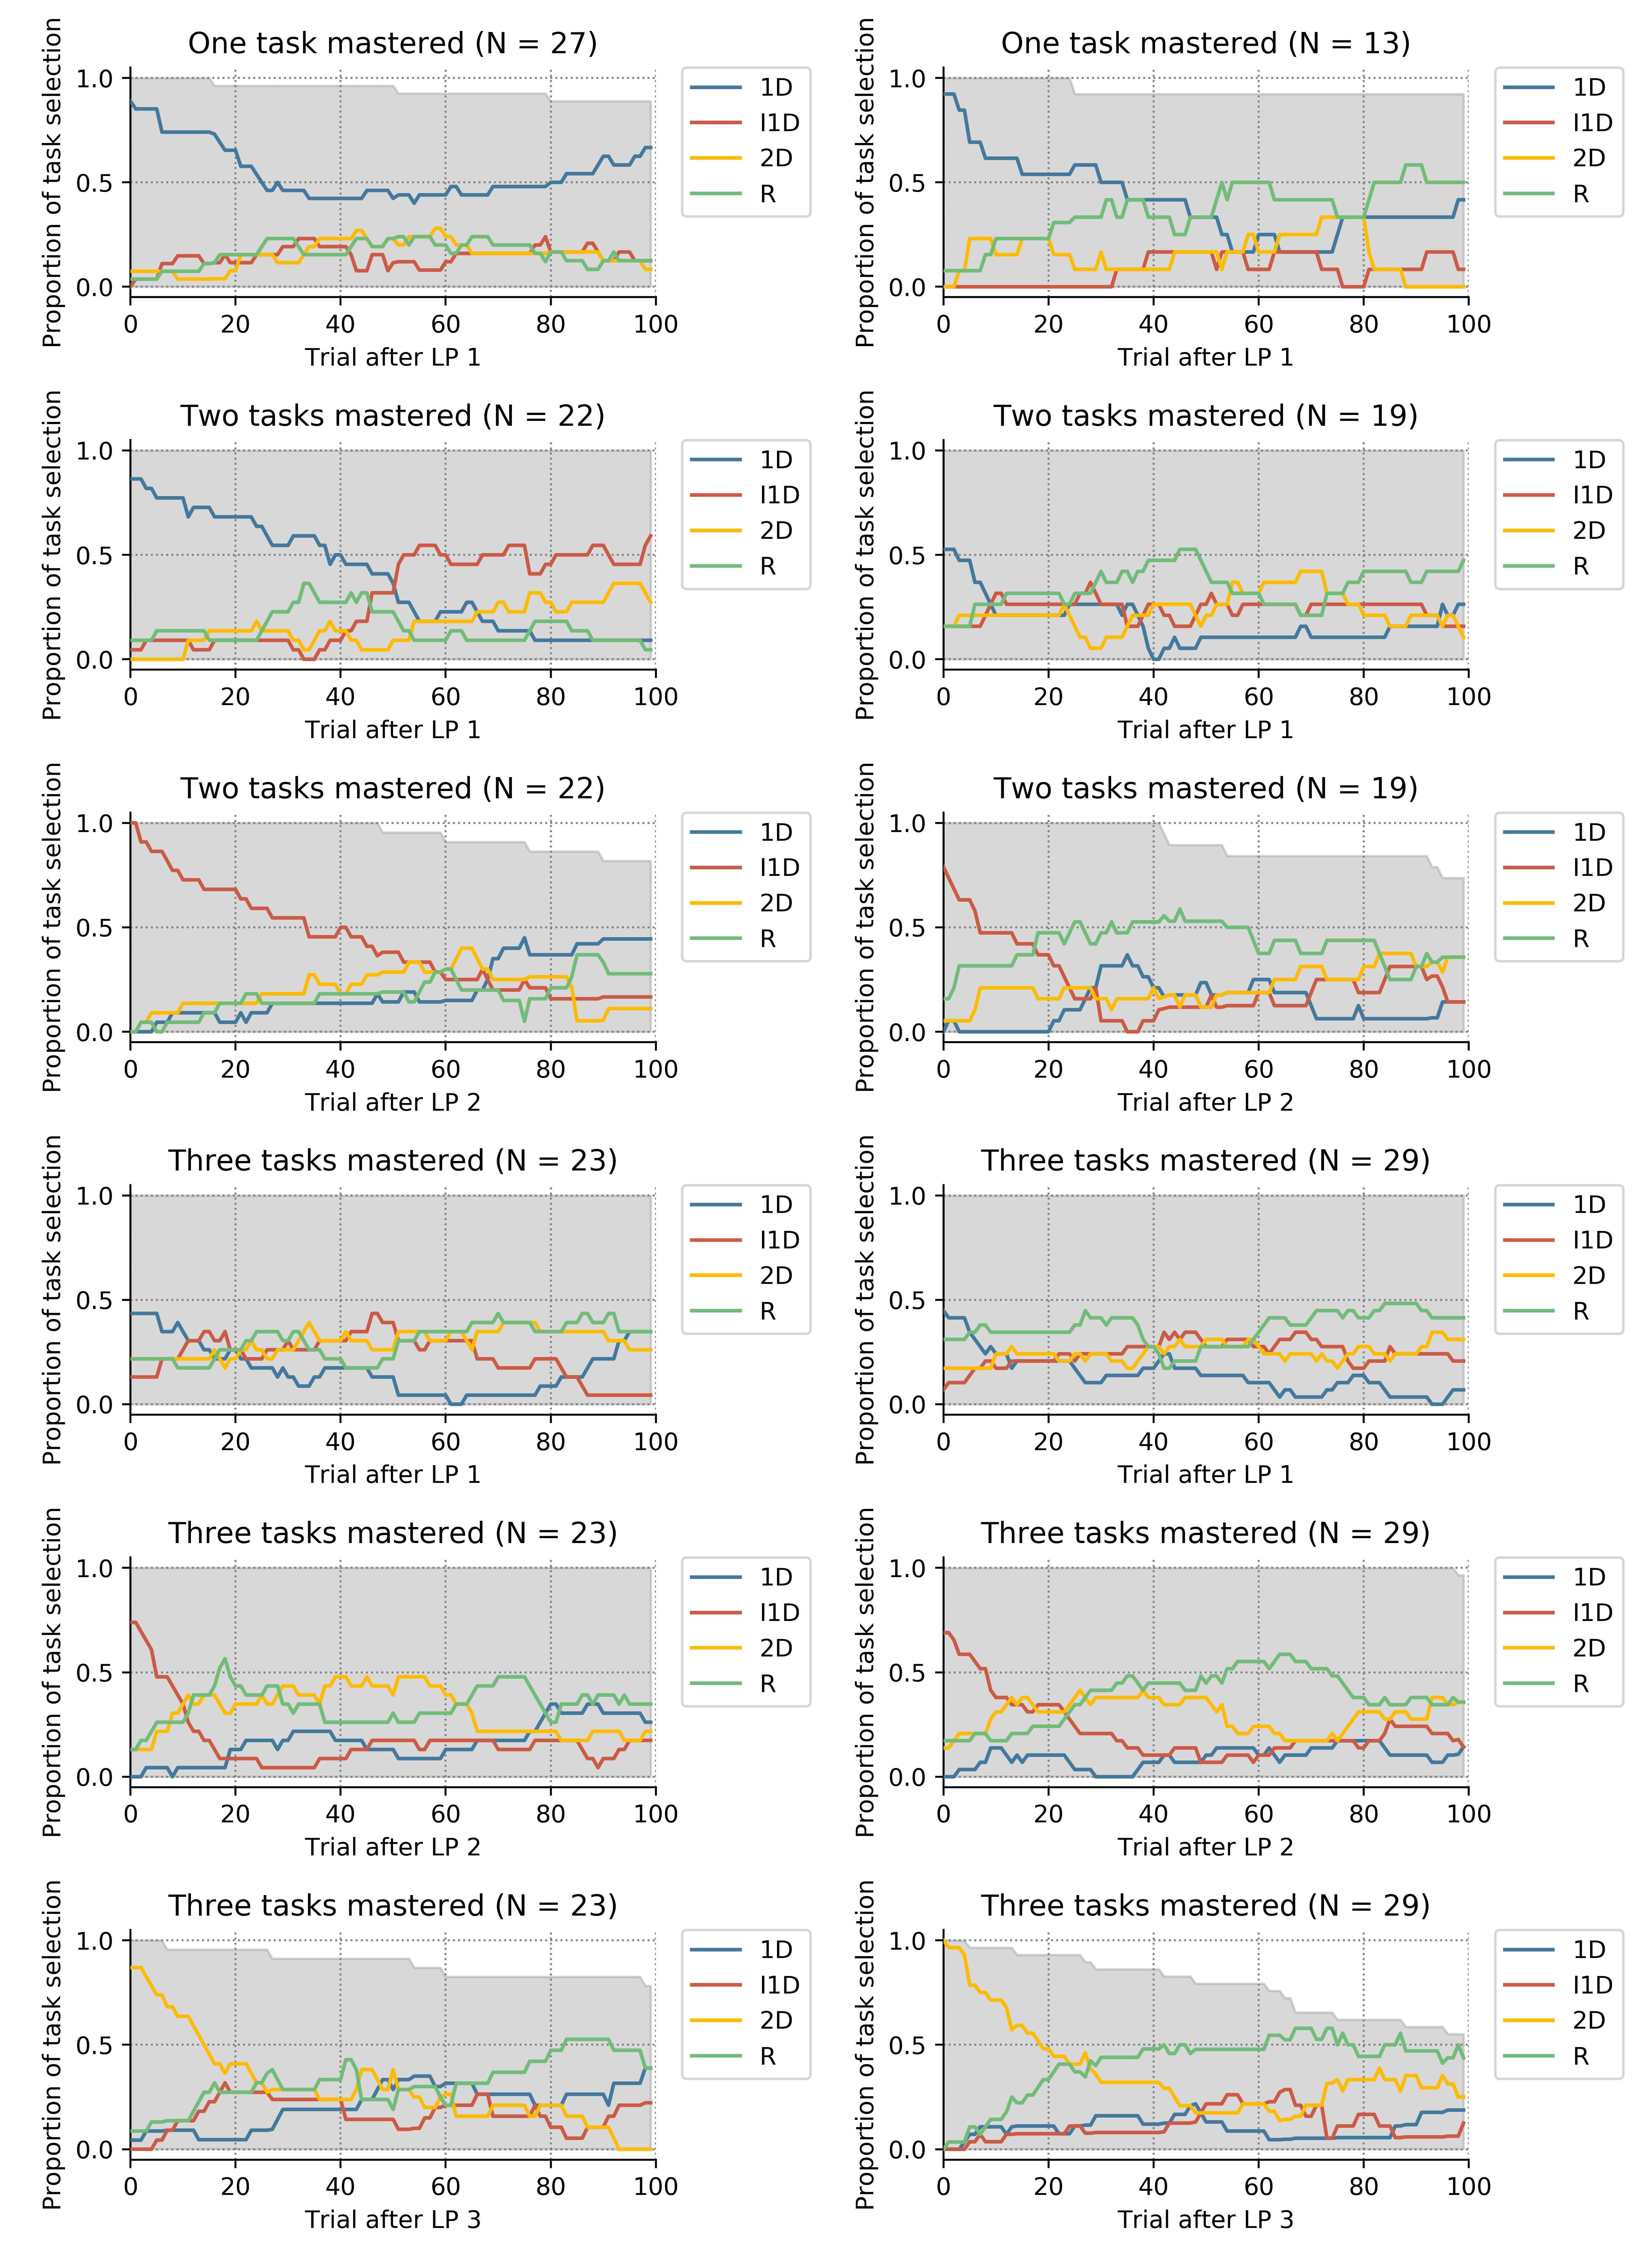 One task mastered (N = 27)
Proportion of task selection
1.0
0.5
0.0
0 20 40 60 80 100
Trial after LP 1
1D
I1D
2D
R
One task mastered (N = 13)
Proportion of task selection
1.0
0.5
0.0
0 20 40 60 80 100
Trial after LP 1
1D
I1D
2D
R
Two tasks mastered (N = 22)
Proportion of task selection
1.0
0.5
0.0
0 20 40 60 80 100
Trial after LP 1
1D
I1D
2D
R
Two tasks mastered (N = 19)
Proportion of task selection
1.0
0.5
0.0
0 20 40 60 80 100
Trial after LP 1
1D
I1D
2D
R
Two tasks mastered (N = 22)
Proportion of task selection
1.0
0.5
0.0
0 20 40 60 80 100
Trial after LP 2
1D
I1D
2D
R
Two tasks mastered (N = 19)
Proportion of task selection
1.0
0.5
0.0
0 20 40 60 80 100
Trial after LP 2
1D
I1D
2D
R
Three tasks mastered (N = 23)
Proportion of task selection
1.0
0.5
0.0
0 20 40 60 80 100
Trial after LP 1
1D
I1D
2D
R
Three tasks mastered (N = 29)
Proportion of task selection
1.0
0.5
0.0
0 20 40 60 80 100
Trial after LP 1
1D
I1D
2D
R
Three tasks mastered (N = 23)
Proportion of task selection
1.0
0.5
0.0
0 20 40 60 80 100
Trial after LP 2
1D
I1D
2D
R
Three tasks mastered (N = 29)
Proportion of task selection
1.0
0.5
0.0
0 20 40 60 80 100
Trial after LP 2
1D
I1D
2D
R
Three tasks mastered (N = 23)
Proportion of task selection
1.0
0.5
0.0
0 20 40 60 80 100
Trial after LP 3
1D
I1D
2D
R
Three tasks mastered (N = 29)
Proportion of task selection
1.0
0.5
0.0
0 20 40 60 80 100
Trial after LP 3
1D
I1D
2D
R